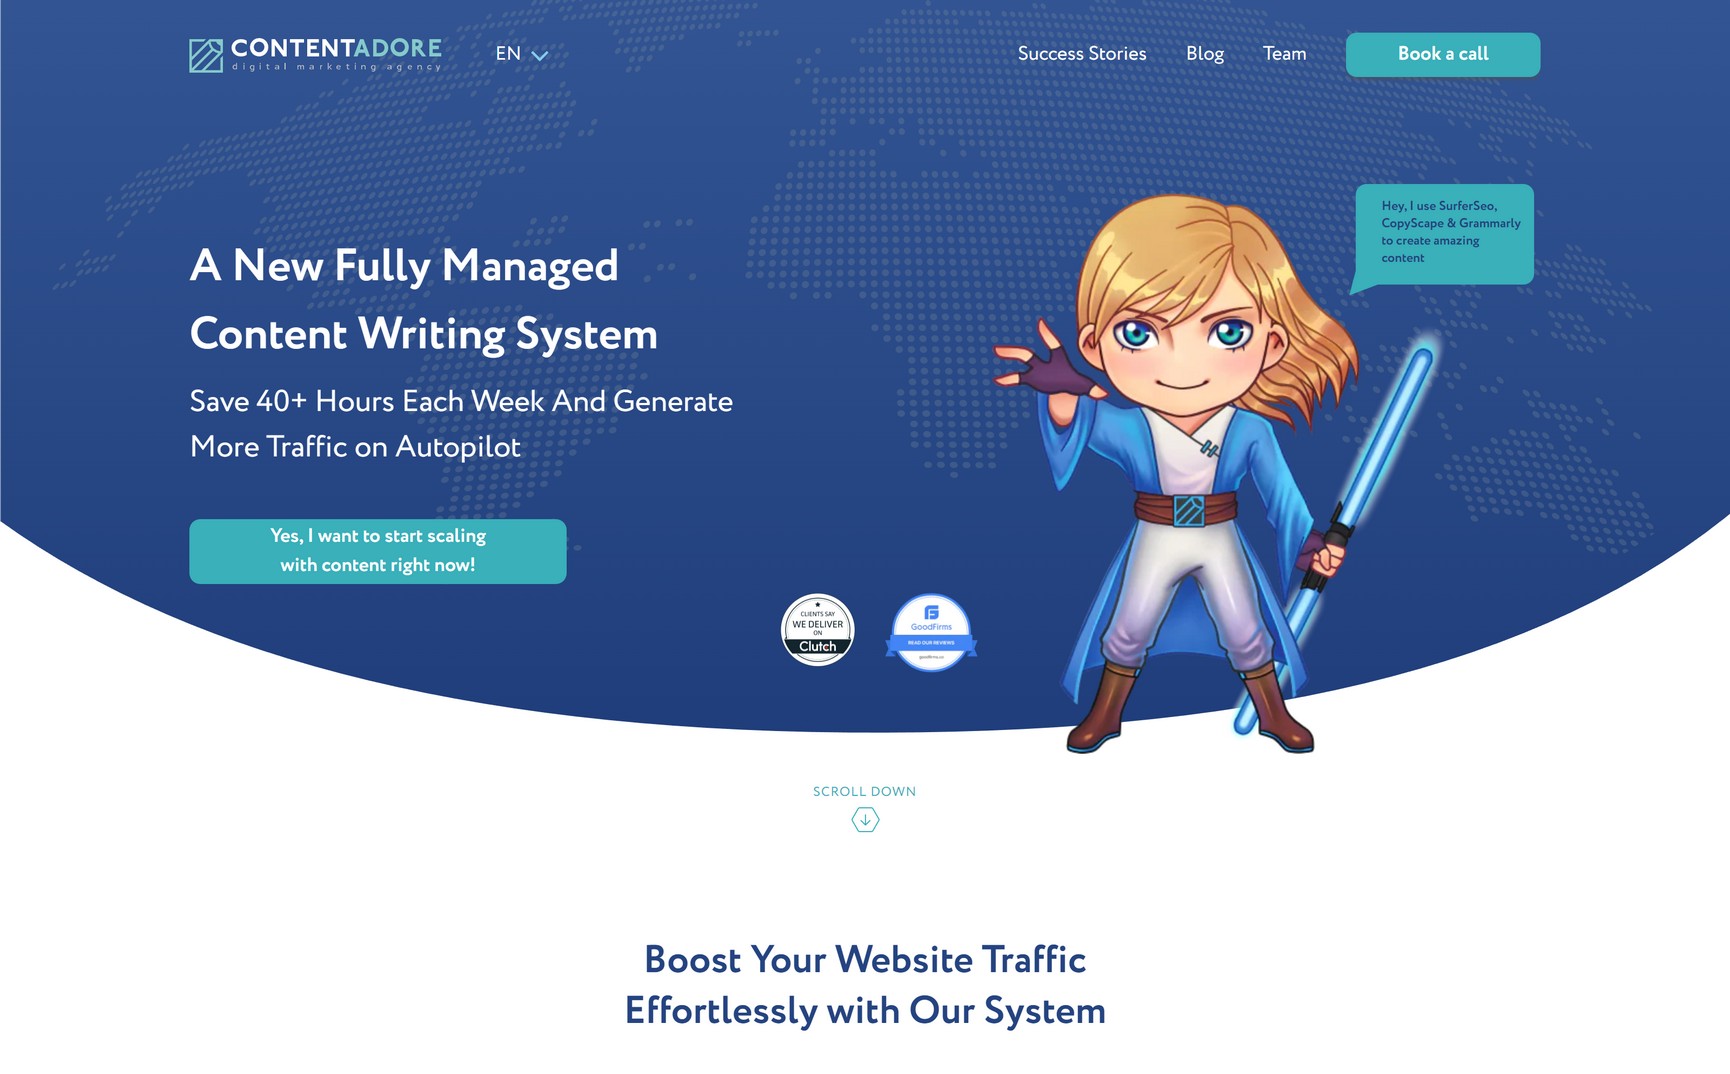 CONTENTADORE
digital marketing agency
EN
Success Stories
Blog
Team
Book a call
Hey, I use SurferSeo,
CopyScape & Grammarly
to create amazing
content
A New Fully Managed
Content Writing System
Save 40+ Hours Each Week And Generate
More Traffic on Autopilot
Yes, I want to start scaling
with content right now!
CLIENTS SAY
WE DELIVER
ON
Clutch
GoodFirms
READ OUR REVIEWS
goodfirms.co
SCROLL DOWN
Boost Your Website Traffic
Effortlessly with Our System